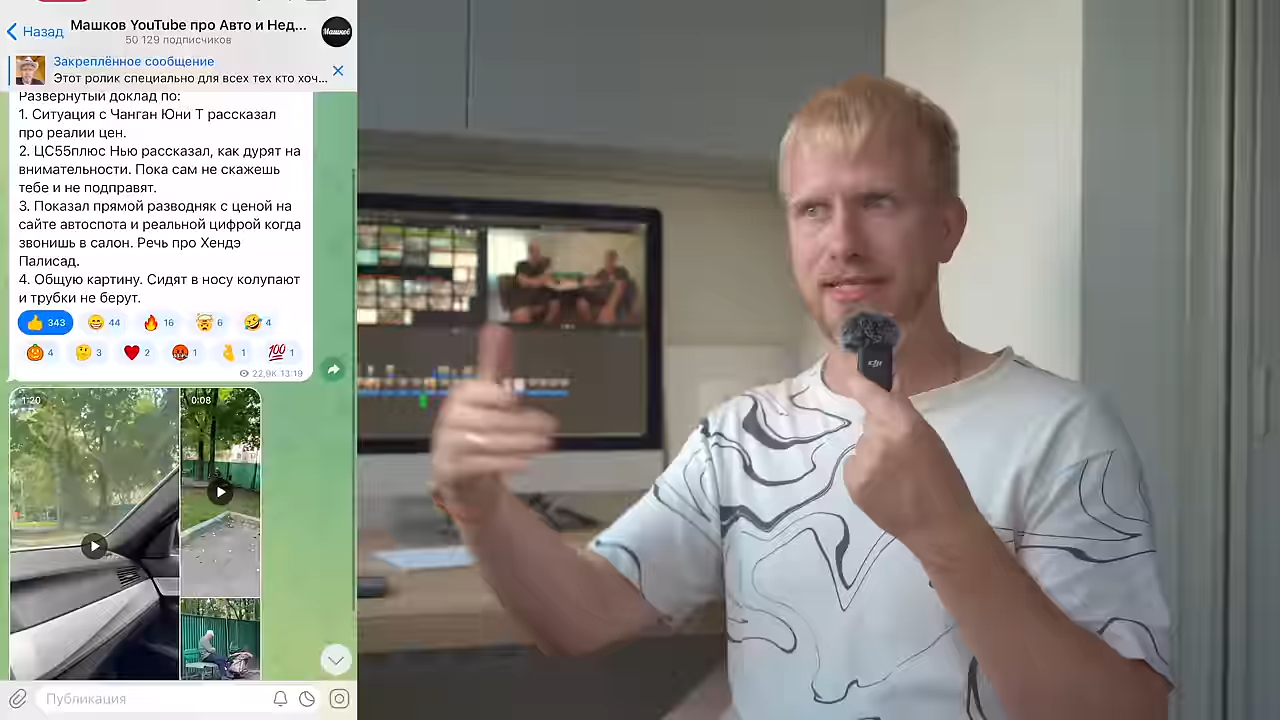 Назад
Машков YouTube про Авто и Нед...
50 129 подписчиков
Машков
Закреплённое сообщение
Этот ролик специально для всех тех кто хоч...
Развернутый доклад по:
1. Ситуация с Чанган Юни Т рассказал
про реалии цен.
2. ЦС55плюс Нью рассказал, как дурят на
внимательности. Пока сам не скажешь
тебе и не подправят.
3. Показал прямой разводняк с ценой на
сайте автоспота и реальной цифрой когда
звонишь в салон. Речь про Хендэ
Палисад.
4. Общую картину. Сидят в носу колупают
и трубки не берут.
343 44 16 6 4
4 3 2 1 1 100 1
22,9K 13:19
1:20 0:08
Публикация
dji